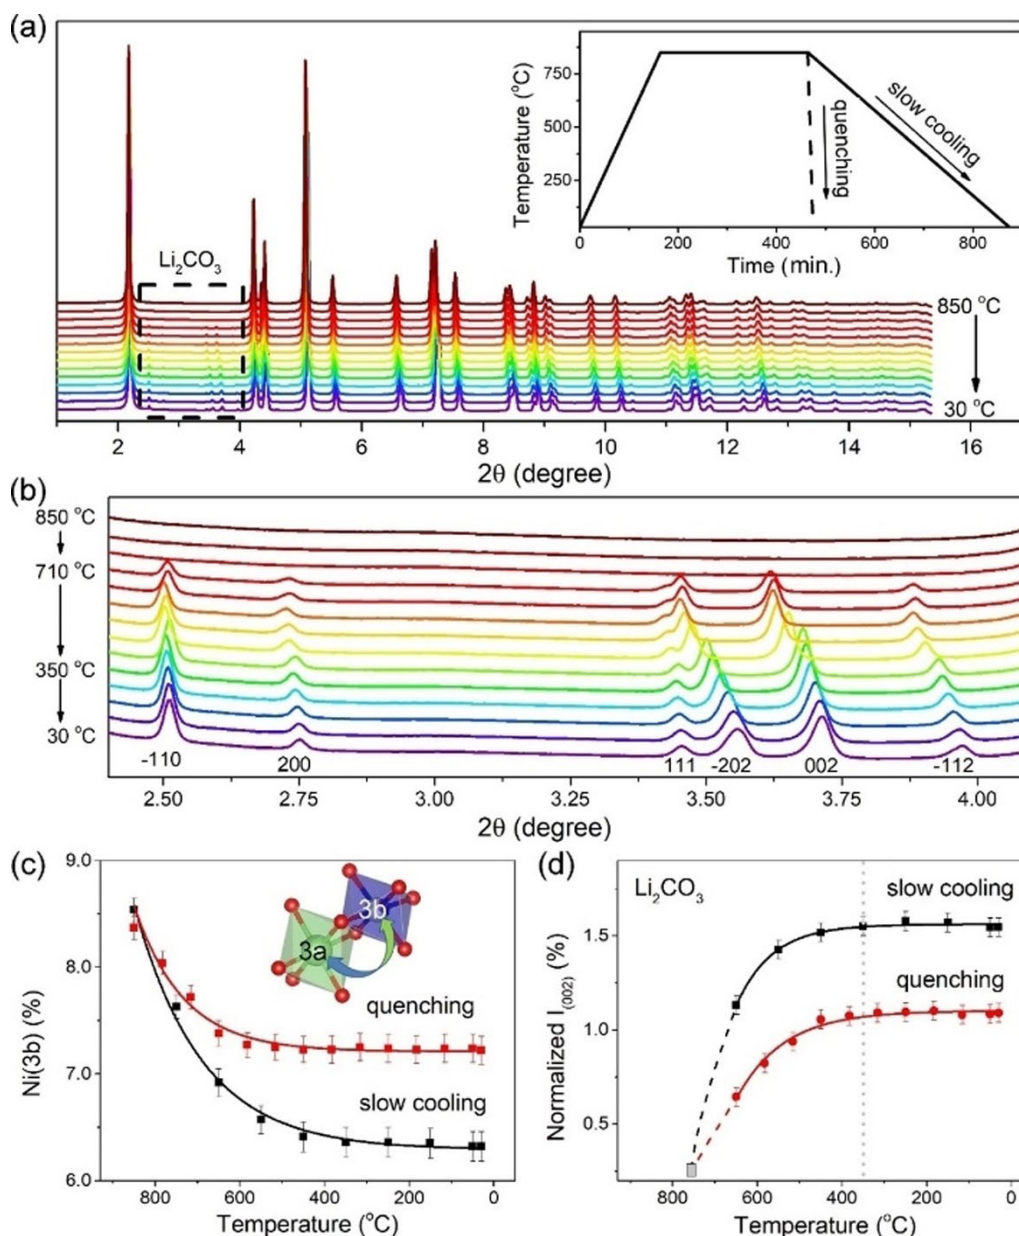 (a)
Li₂CO₃
850 °C
30 °C
2 4 6 8 10 12 14 16
2θ (degree)
Temperature (°C)
750
500
250
0 200 400 600 800
Time (min.)
quenching
slow cooling
(b)
850 °C
710 °C
350 °C
30 °C
-110 200 111 -202 002 -112
2.50 2.75 3.00 3.25 3.50 3.75 4.00
2θ (degree)
(c)
Ni(3b) (%)
9.0
8.0
7.0
6.0
3b
3a
quenching
slow cooling
800 600 400 200 0
Temperature (°C)
(d)
Li₂CO₃
slow cooling
quenching
Normalized I₍₀₀₂₎ (%)
1.5
1.0
0.5
800 600 400 200 0
Temperature (°C)